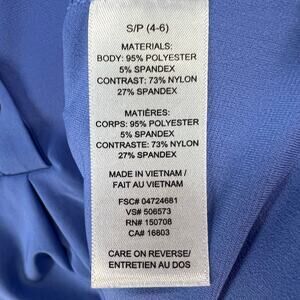 S/P (4-6)
MATERIALS:
BODY: 95% POLYESTER
5% SPANDEX
CONTRAST: 73% NYLON
27% SPANDEX
MATIÈRES:
CORPS: 95% POLYESTER
5% SPANDEX
CONTRASTE: 73% NYLON
27% SPANDEX
MADE IN VIETNAM /
FAIT AU VIETNAM
FSC# 04724681
VS# 506573
RN# 150708
CA# 16803
CARE ON REVERSE/
ENTRETIEN AU DOS